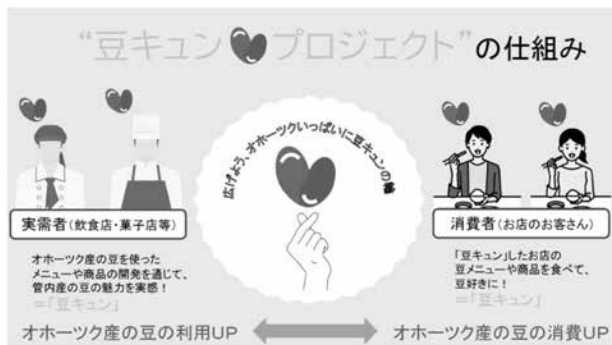 “豆キュン プロジェクト”の仕組み
広げよう、オホーツクいっぱいに豆キュンの
実需者(飲食店・菓子店等)
オホーツク産の豆を使った
メニューや商品の開発を通じて、
管内産の豆の魅力を実感!
=「豆キュン」
消費者(お店のお客さん)
「豆キュン」したお店の
豆メニューや商品を食べて、
豆好きに!
=「豆キュン」
オホーツク産の豆の利用UP
オホーツク産の豆の消費UP